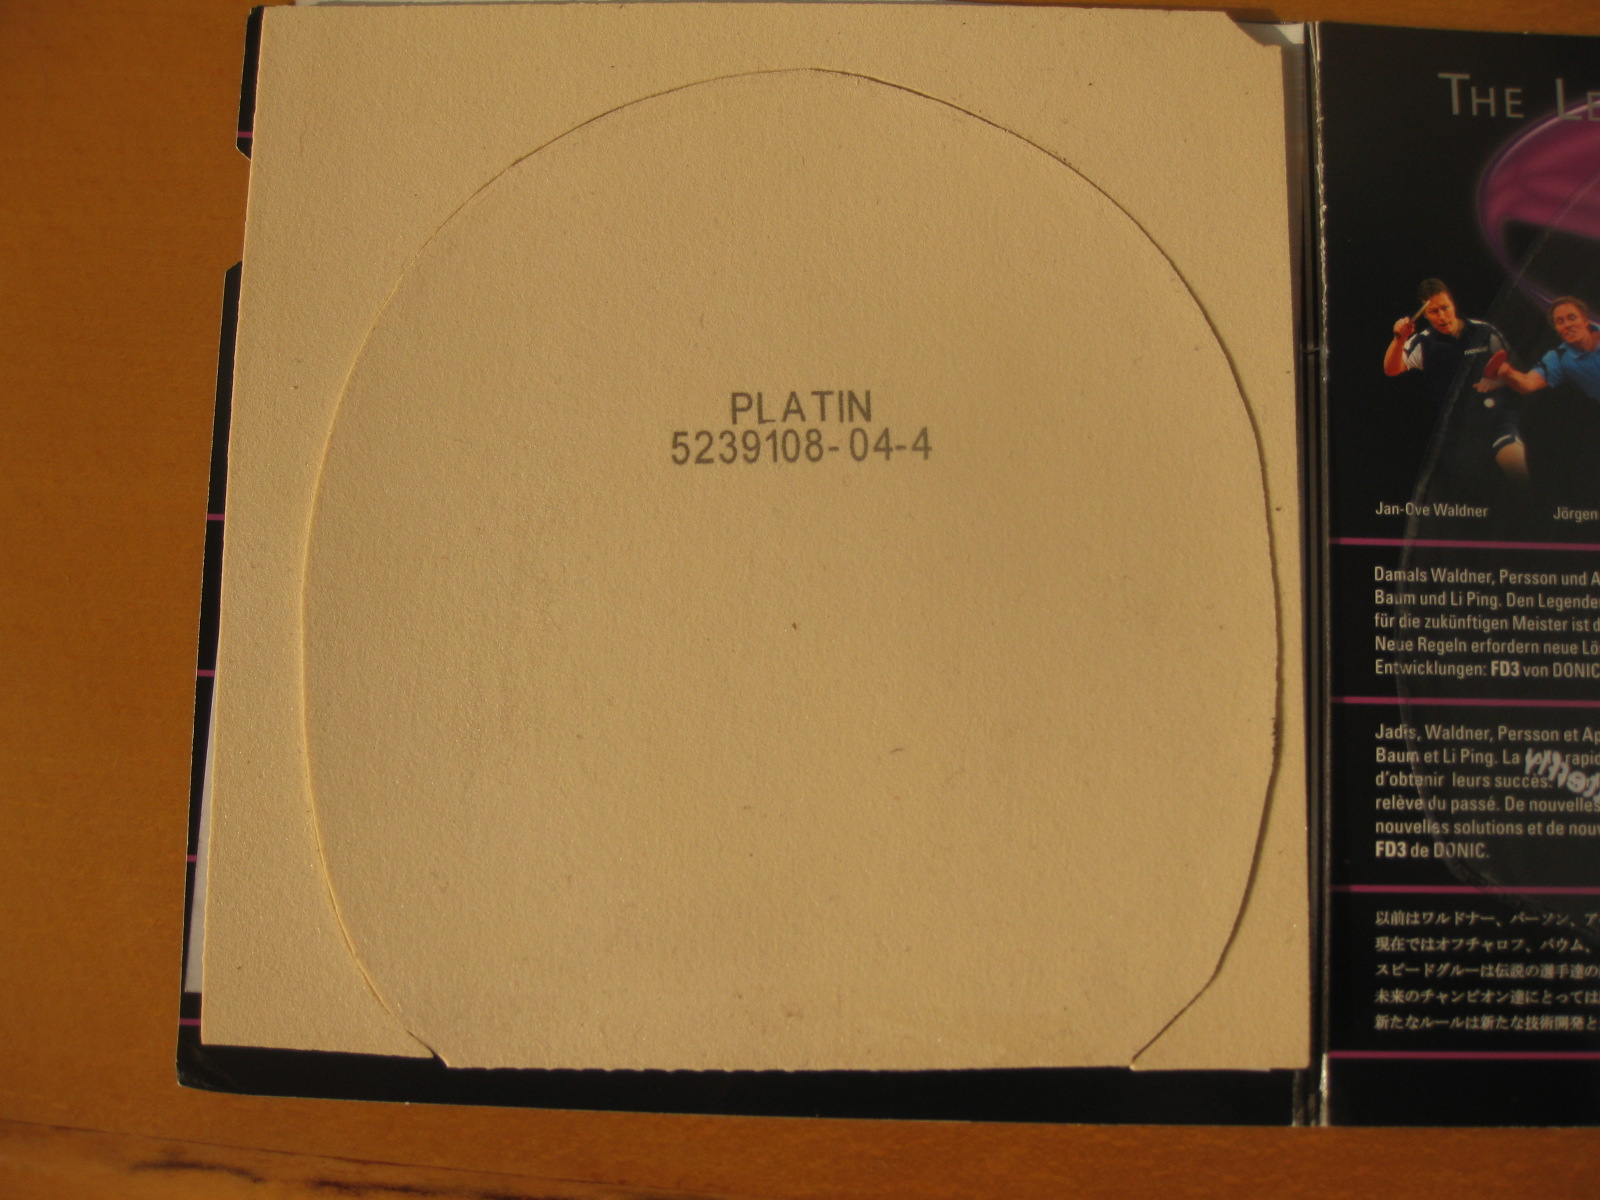 PLATIN
5239108-04-4
THE LE
Jan-Ove Waldner
Jörgen
Damals Waldner, Persson und A
Baum und Li Ping. Den Legende
für die zukünftigen Meister ist d
Neue Regeln erfordern neue Lö
Entwicklungen: FD3 von DONIC
Jadis, Waldner, Persson et Ap
Baum et Li Ping. La rapid
d'obtenir leurs succès.
relève du passé. De nouvelles
nouvelles solutions et de nouv
FD3 de DONIC.
以前はワルドナー、パーソン、ア
現在ではオフチャロフ、バウム、
スピードグルーは伝説の選手達の
未来のチャンピオン達にとっては
新たなルールは新たな技術開発と